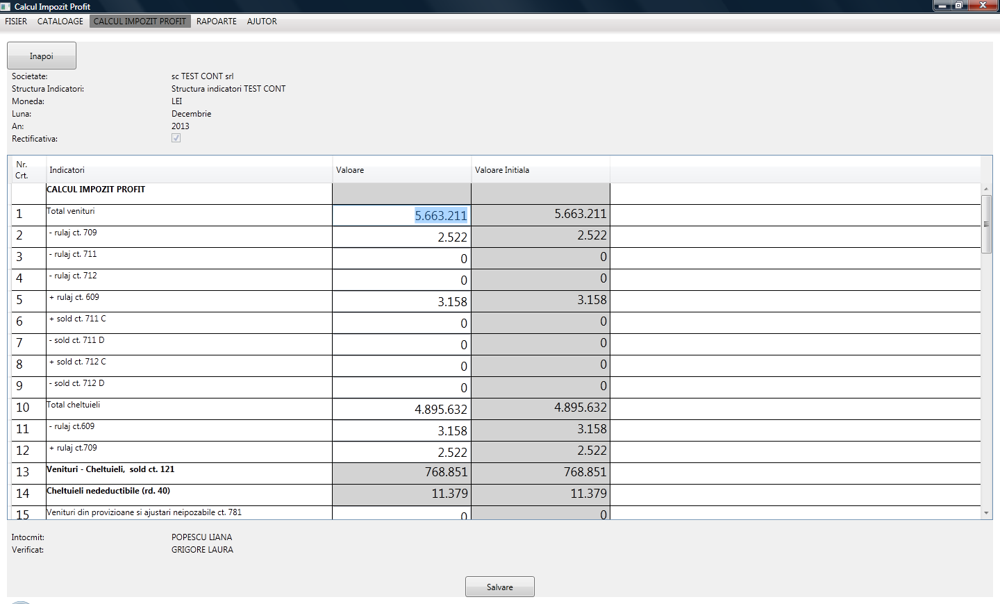 Calcul Impozit Profit
FISIER CATALOAGE CALCUL IMPOZIT PROFIT RAPOARTE AJUTOR
Inapoi
Societate: sc TEST CONT srl
Structura Indicatori: Structura indicatori TEST CONT
Moneda: LEI
Luna: Decembrie
An: 2013
Rectificativa:
Nr. Crt. Indicatori Valoare Valoare Initiala
CALCUL IMPOZIT PROFIT
1 Total venituri 5.663.211 5.663.211
2 - rulaj ct. 709 2.522 2.522
3 - rulaj ct. 711 0 0
4 - rulaj ct. 712 0 0
5 + rulaj ct. 609 3.158 3.158
6 + sold ct. 711 C 0 0
7 - sold ct. 711 D 0 0
8 + sold ct. 712 C 0 0
9 - sold ct. 712 D 0 0
10 Total cheltuieli 4.895.632 4.895.632
11 - rulaj ct.609 3.158 3.158
12 + rulaj ct.709 2.522 2.522
13 Venituri - Cheltuieli, sold ct. 121 768.851 768.851
14 Cheltuieli nedeductibile (rd. 40) 11.379 11.379
15 Venituri din provizioane si ajustari neipozabile ct. 781 0 0
Intocmit: POPESCU LIANA
Verificat: GRIGORE LAURA
Salvare